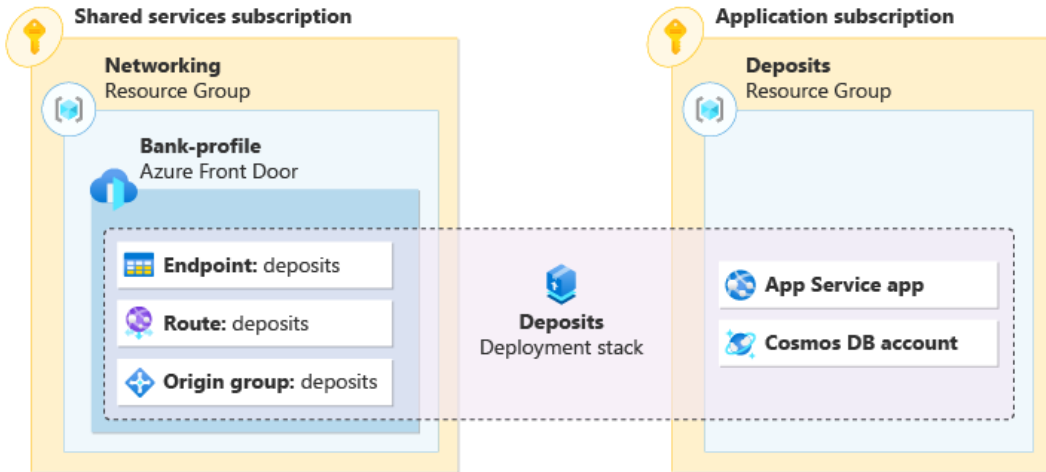 Shared services subscription
Networking
Resource Group
Bank-profile
Azure Front Door
Endpoint: deposits
Route: deposits
Origin group: deposits
Deposits
Deployment stack
Application subscription
Deposits
Resource Group
App Service app
Cosmos DB account